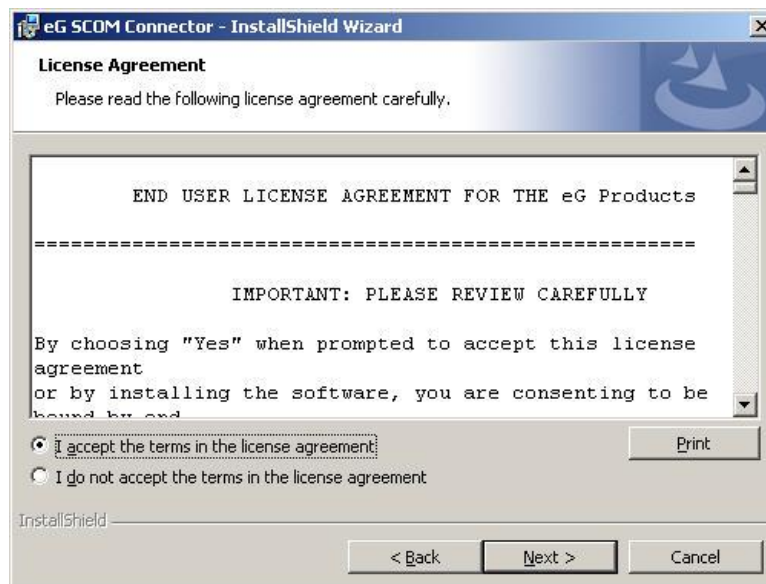 eG SCOM Connector - InstallShield Wizard
License Agreement
Please read the following license agreement carefully.
END USER LICENSE AGREEMENT FOR THE eG Products
======================================================
IMPORTANT: PLEASE REVIEW CAREFULLY
By choosing "Yes" when prompted to accept this license
agreement
or by installing the software, you are consenting to be
bound by and
I accept the terms in the license agreement
Print
I do not accept the terms in the license agreement
InstallShield
< Back
Next >
Cancel